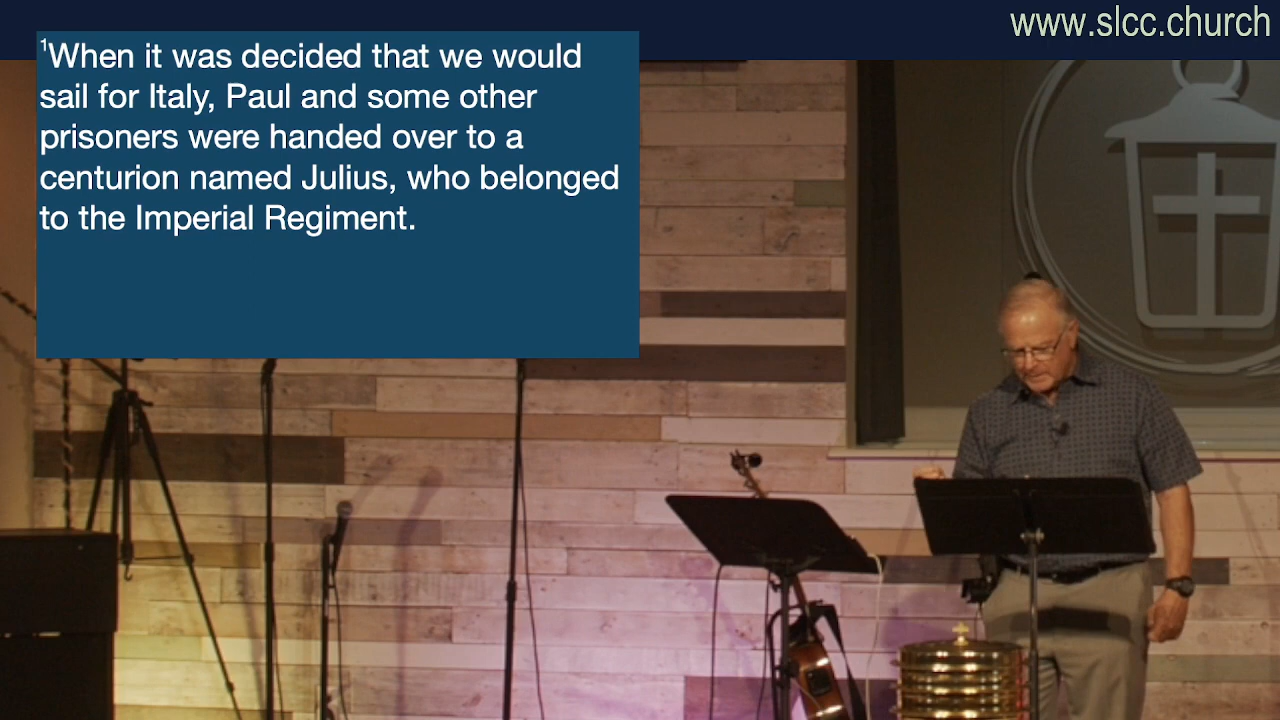 www.slcc.church
¹When it was decided that we would
sail for Italy, Paul and some other
prisoners were handed over to a
centurion named Julius, who belonged
to the Imperial Regiment.